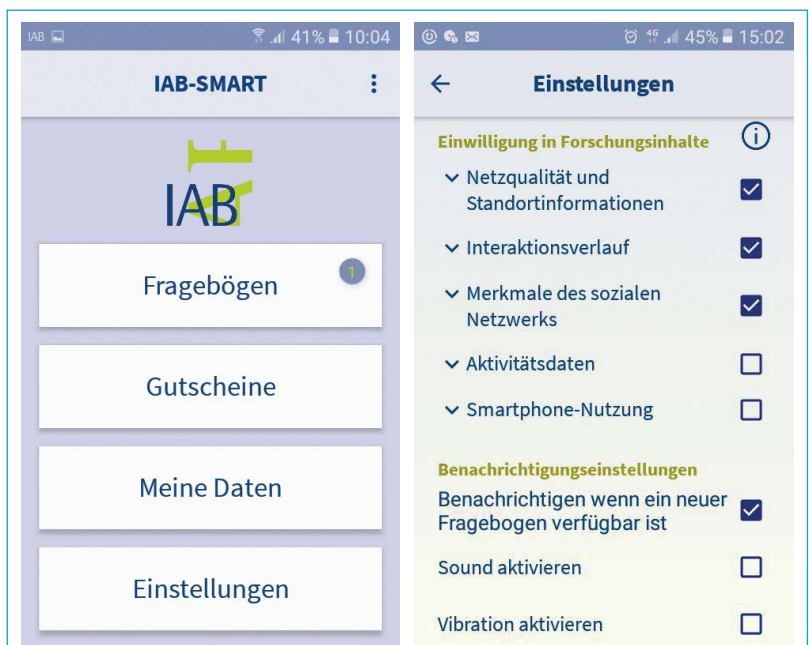 IAB
41% 10:04
IAB-SMART
IAB
Fragebögen
1
Gutscheine
Meine Daten
Einstellungen
4G
45% 15:02
Einstellungen
Einwilligung in Forschungsinhalte
i
Netzqualität und
Standortinformationen
Interaktionsverlauf
Merkmale des sozialen
Netzwerks
Aktivitätsdaten
Smartphone-Nutzung
Benachrichtigungseinstellungen
Benachrichtigen wenn ein neuer
Fragebogen verfügbar ist
Sound aktivieren
Vibration aktivieren